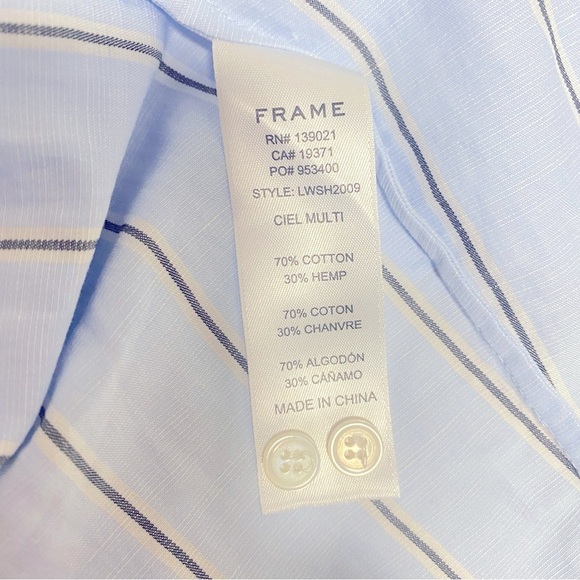 FRAME
RN# 139021
CA# 19371
PO# 953400
STYLE: LWSH2009
CIEL MULTI
70% COTTON
30% HEMP
70% COTON
30% CHANVRE
70% ALGODÓN
30% CÁÑAMO
MADE IN CHINA